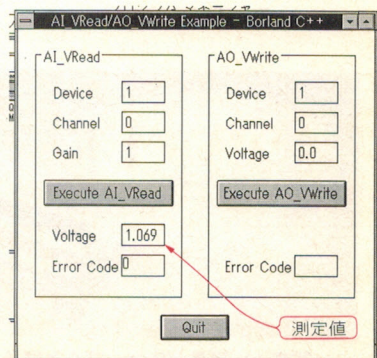 AI_VRead/AO_VWrite Example - Borland C++
AI_VRead
Device 1
Channel 0
Gain 1
Execute AI_VRead
Voltage 1.069
Error Code 0
AO_VWrite
Device 1
Channel 0
Voltage 0.0
Execute AO_VWrite
Error Code
Quit
測定値